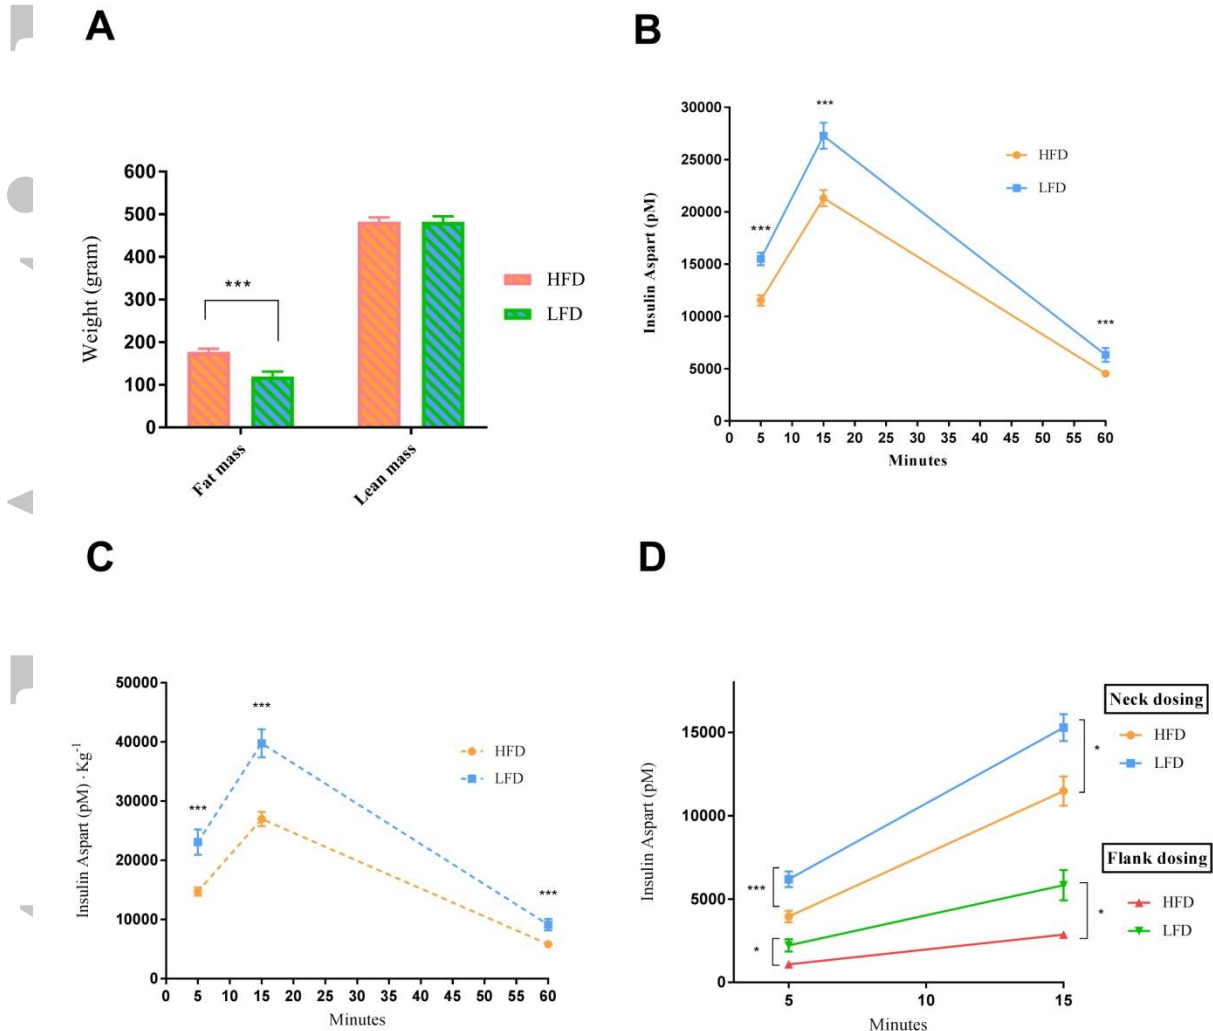 A
Weight (gram)
600
500
400
300
200
100
0
***
Fat mass
Lean mass
HFD
LFD
B
Insulin Aspart (pM)
30000
25000
20000
15000
10000
5000
0
***
***
***
HFD
LFD
0 5 10 15 20 25 30 35 40 45 50 55 60
Minutes
C
Insulin Aspart (pM) · Kg⁻¹
50000
40000
30000
20000
10000
0
***
***
***
HFD
LFD
0 5 10 15 20 25 30 35 40 45 50 55 60
Minutes
D
Insulin Aspart (pM)
15000
10000
5000
0
***
*
*
*
Neck dosing
HFD
LFD
Flank dosing
HFD
LFD
5 10 15
Minutes